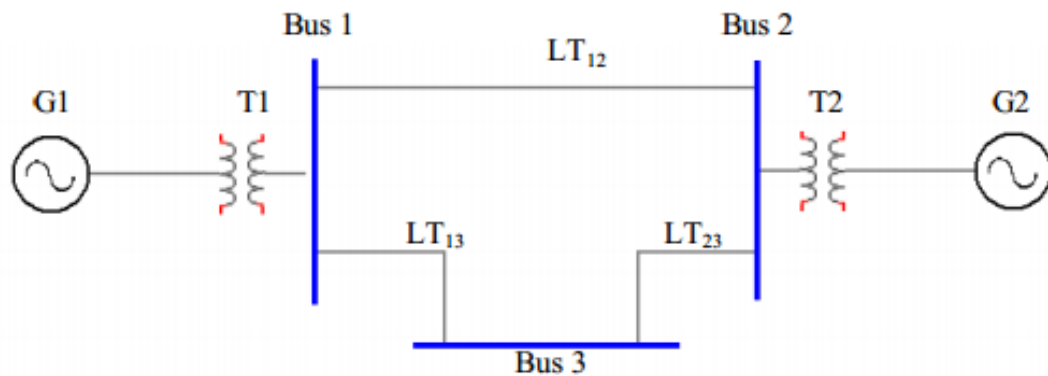 Bus 1
Bus 2
LT₁₂
G1
T1
T2
G2
LT₁₃
LT₂₃
Bus 3